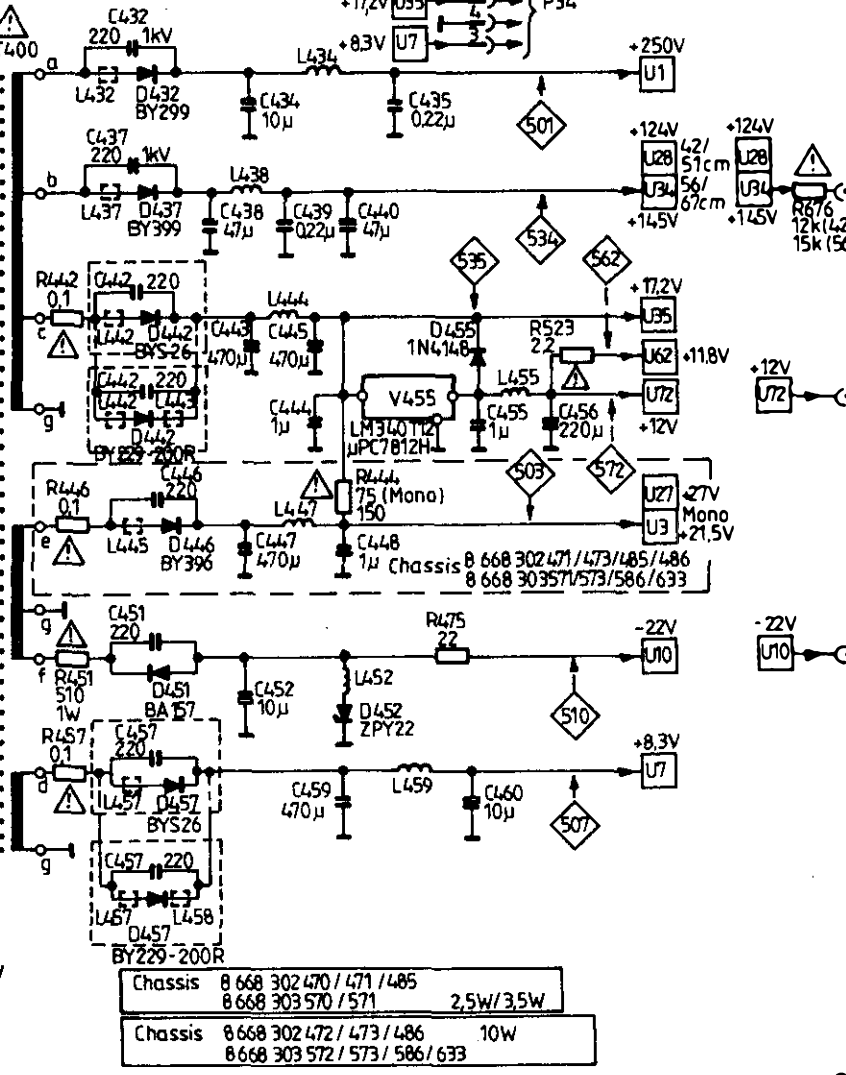 +17,2V U35
4
P34
+8,3V U7
3
T400
C432
220 1kV
a
L432 D432
BY299
L434
C434
10µ
C435
0,22µ
501
+250V
U1
C437
220 1kV
b
L437 D437
BY399
L438
C438
47µ
C439
0,22µ
C440
47µ
534
+124V
U28 42/
51cm
U34 56/
67cm
+145V
+124V
U28
U34
+145V
R676
12k(42
15k(56
R442
0,1
c
C442 220
L442 D442
BYS26
C442 220
L442 L443
D442
BY229-200R
g
C443
470µ
L444
C445
470µ
535
562
+17,2V
U35
D455
1N4148
R523
2,2
U62 +11,8V
C444
1µ
V455
LM340T12
µPC7812H
L455
C455
1µ
C456
220µ
U72
+12V
+12V
U72
503
572
R446
0,1
e
C446
220
L445 D446
BY396
L447
C447
470µ
R444
75 (Mono)
150
C448
1µ
U27 +27V
Mono
U3 +21,5V
Chassis 8 668 302 471/473/485/486
8 668 303571/573/586/633
g
C451
220
f
R451
510
1W
D451
BA157
C452
10µ
L452
D452
ZPY22
R475
22
510
-22V
U10
-22V
U10
R457
0,1
d
C457
220
L457 D457
BYS26
C459
470µ
L459
C460
10µ
507
+8,3V
U7
g
C457 220
L457 L458
D457
BY229-200R
Chassis 8 668 302 470 / 471 / 485
8 668 303 570 / 571 2,5W/3,5W
Chassis 8 668 302 472 / 473 / 486 10W
8 668 303 572 / 573 / 586 / 633